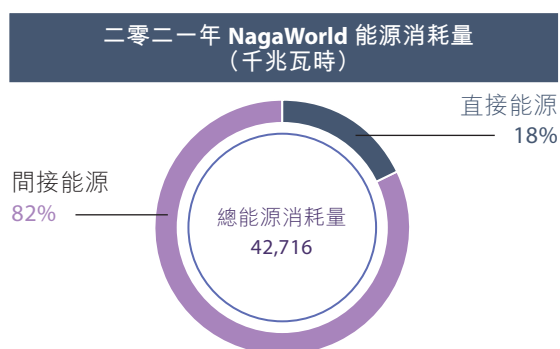 二零二一年 NagaWorld 能源消耗量
（千兆瓦時）
直接能源
18%
間接能源
82%
總能源消耗量
42,716